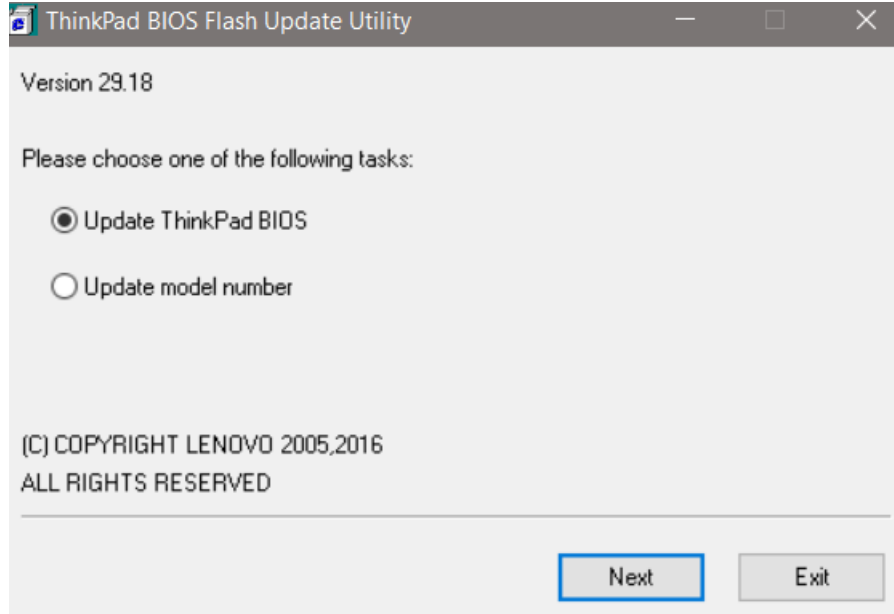 ThinkPad BIOS Flash Update Utility
Version 29.18
Please choose one of the following tasks:
Update ThinkPad BIOS
Update model number
(C) COPYRIGHT LENOVO 2005,2016
ALL RIGHTS RESERVED
Next Exit